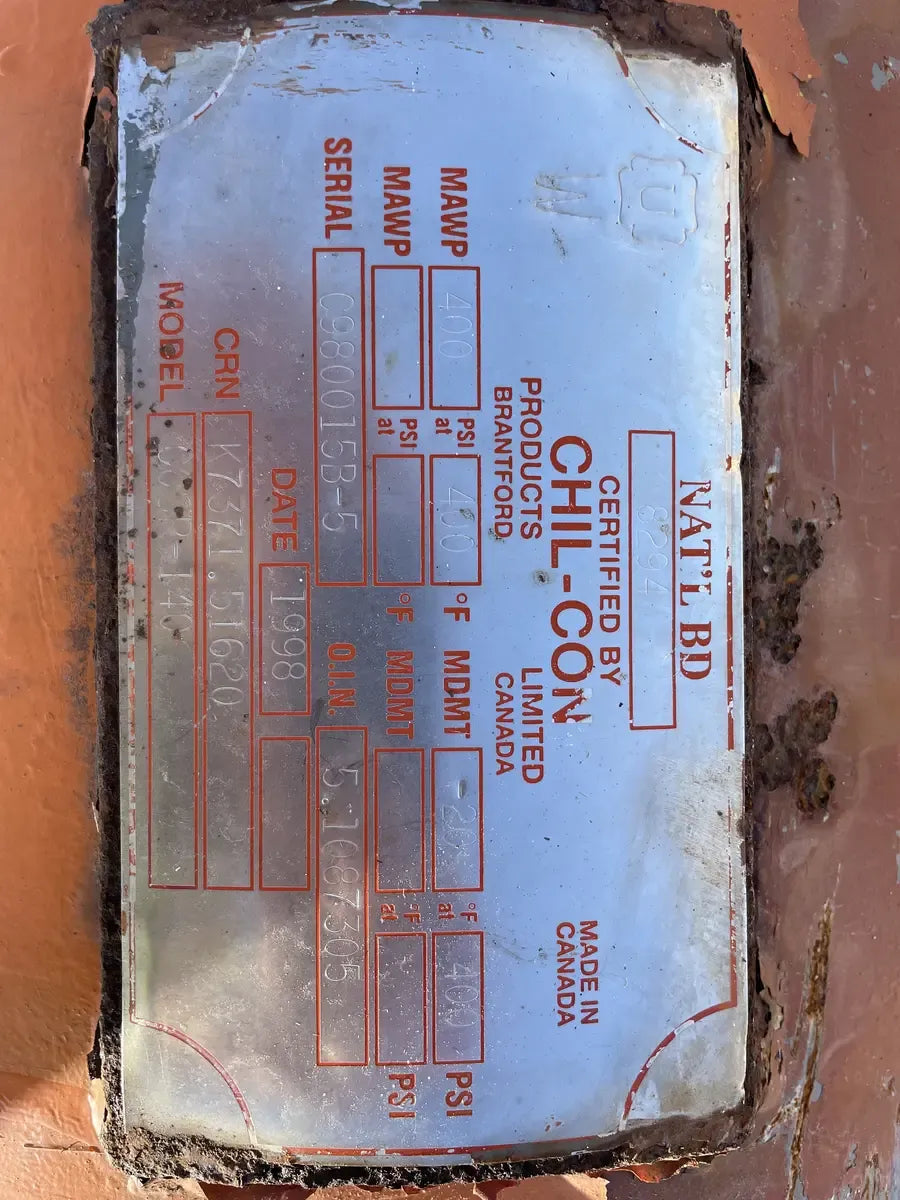 NAT'L BD
U
W
8294
CERTIFIED BY
CHIL-CON
PRODUCTS LIMITED
BRANTFORD CANADA
MADE IN
CANADA
MAWP 400 PSI at 400 °F MDMT °F at 400 PSI
MAWP PSI at °F MDMT °F at PSI
SERIAL C980015B-5 O.I.N. 5.1087305
DATE 1998
CRN K7371.51620
MODEL